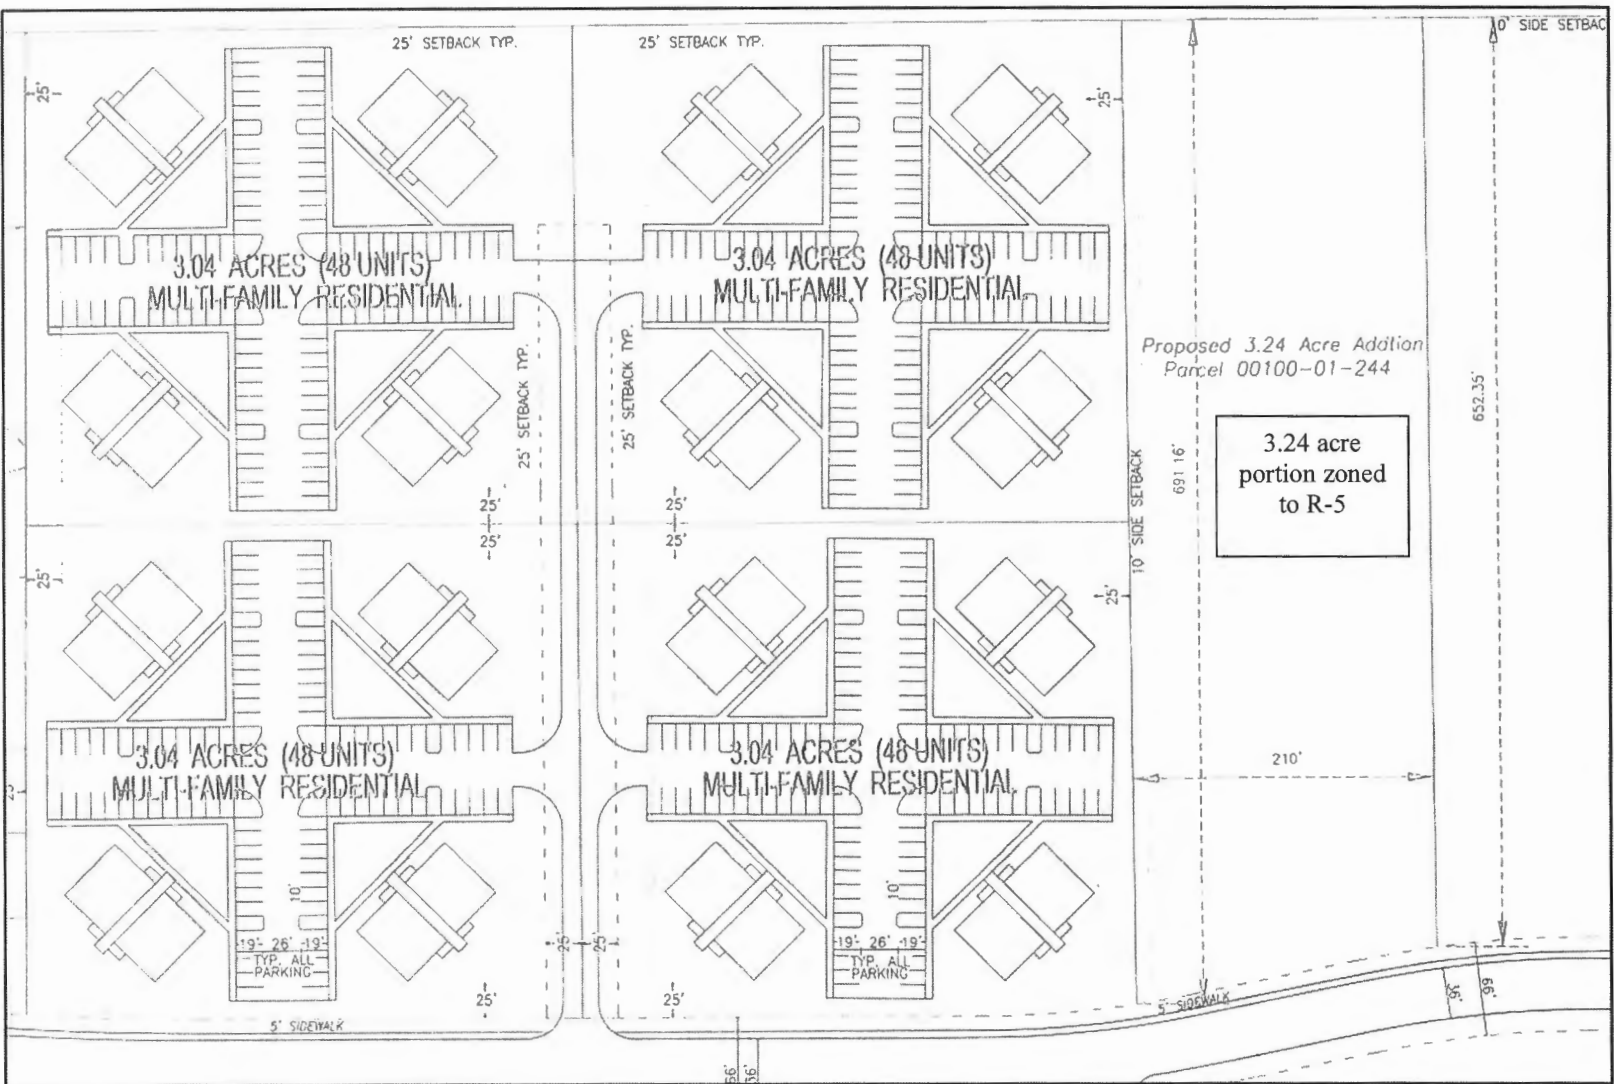 25' SETBACK TYP.
25' SETBACK TYP.
0' SIDE SETBAC
25'
25'
3.04 ACRES (48 UNITS)
MULTI-FAMILY RESIDENTIAL
3.04 ACRES (48 UNITS)
MULTI-FAMILY RESIDENTIAL
25' SETBACK TYP.
25' SETBACK TYP.
Proposed 3.24 Acre Addtion
Parcel 00100-01-244
652.35'
3.24 acre
portion zoned
to R-5
10' SIDE SETBACK
691.16'
25'
25'
25'
25'
25'
25'
3.04 ACRES (48 UNITS)
MULTI-FAMILY RESIDENTIAL
3.04 ACRES (48 UNITS)
MULTI-FAMILY RESIDENTIAL
210'
25'
10'
10'
19' 26' 19'
TYP. ALL
PARKING
25'
25'
19' 26' 19'
TYP. ALL
PARKING
25'
25'
5' SIDEWALK
5' SIDEWALK
36'
66'